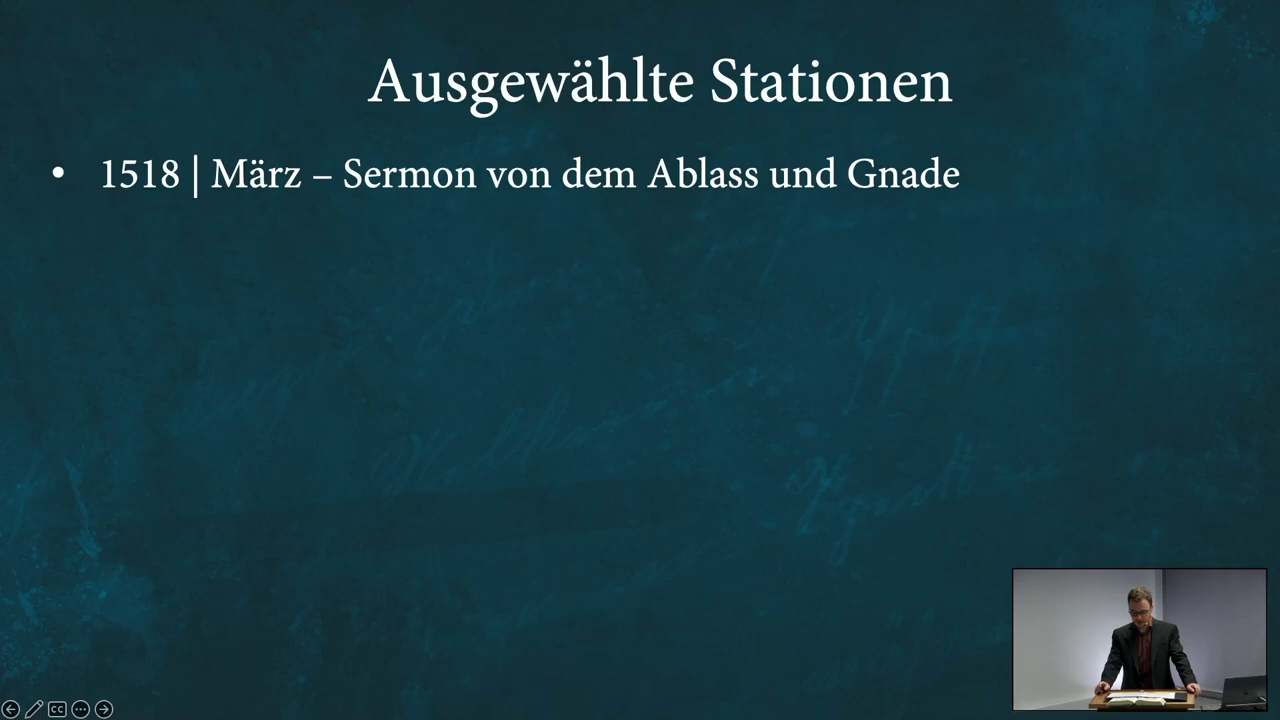 Ausgewählte Stationen
• 1518 | März – Sermon von dem Ablass und Gnade